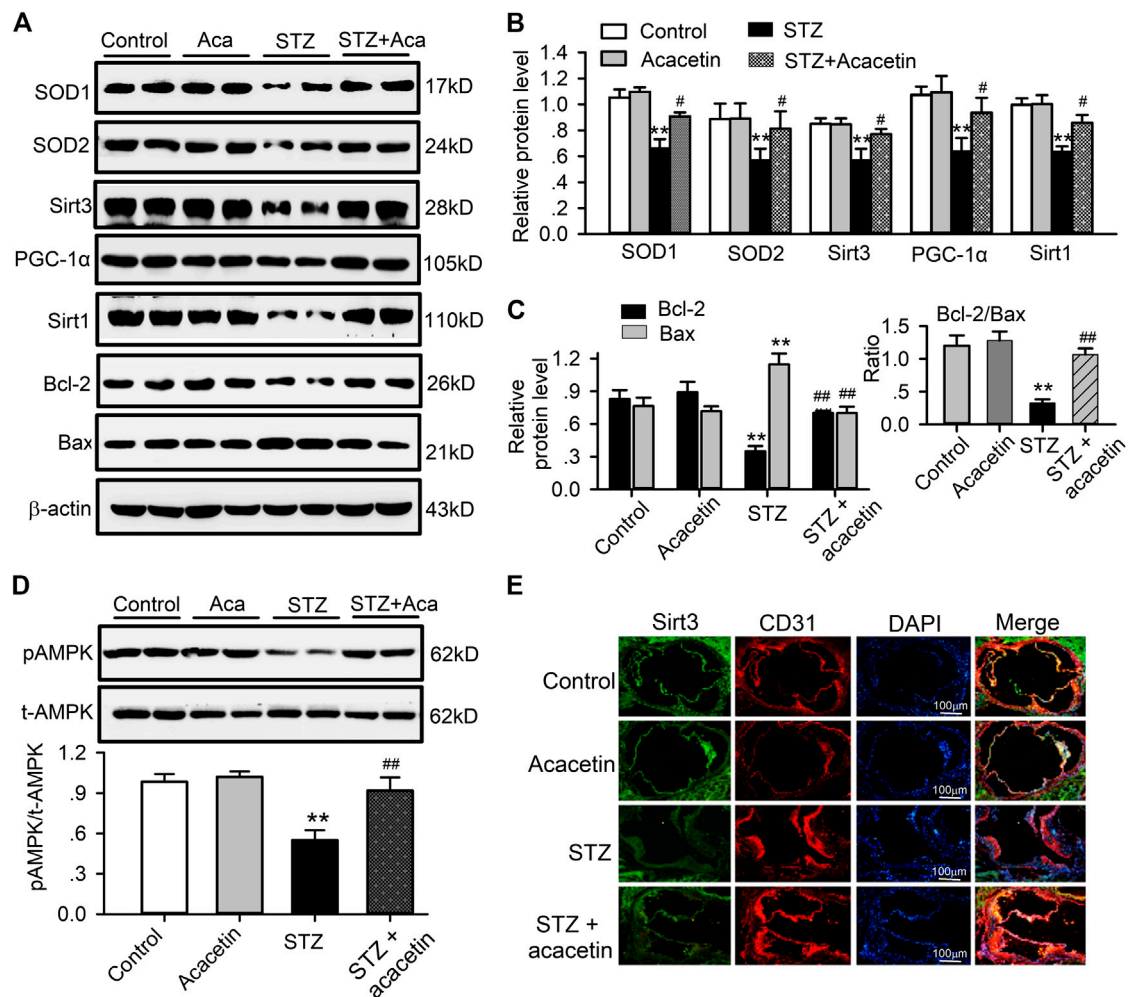 A
Control Aca STZ STZ+Aca
SOD1 17kD
SOD2 24kD
Sirt3 28kD
PGC-1α 105kD
Sirt1 110kD
Bcl-2 26kD
Bax 21kD
β-actin 43kD
B
Control STZ
Acacetin STZ+Acacetin
Relative protein level
1.4
1.2
1.0
.8
.6
.4
.2
0.0
** # ** # ** # ** # ** #
SOD1 SOD2 Sirt3 PGC-1α Sirt1
C
Bcl-2
Bax
Relative
protein level
1.2
.9
.6
.3
0.0
** ** ## ##
Control Acacetin STZ STZ +
acacetin
Bcl-2/Bax
Ratio
1.5
1.0
.5
0.0
** ##
Control Acacetin STZ STZ +
acacetin
D
Control Aca STZ STZ+Aca
pAMPK 62kD
t-AMPK 62kD
pAMPK/t-AMPK
1.2
.9
.6
.3
0.0
** ##
Control Acacetin STZ STZ +
acacetin
E
Sirt3 CD31 DAPI Merge
Control 100μm
Acacetin 100μm
STZ 100μm
STZ +
acacetin 100μm